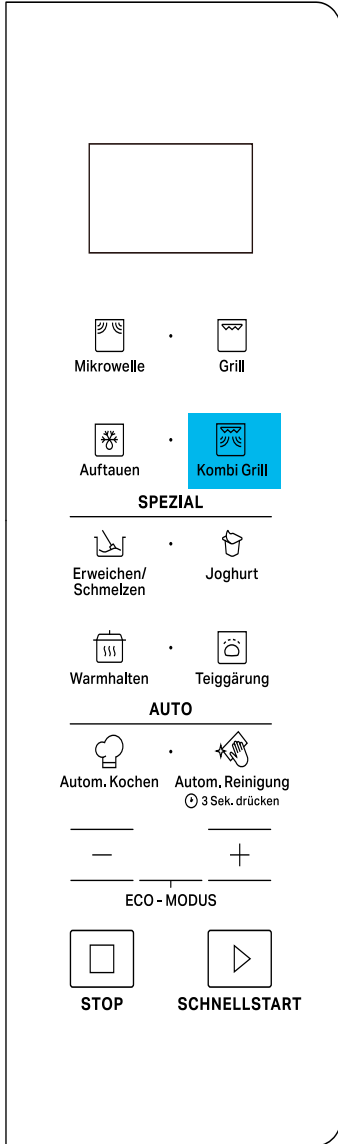 Mikrowelle Grill
Auftauen Kombi Grill
SPEZIAL
Erweichen/ Joghurt
Schmelzen
Warmhalten Teiggärung
AUTO
Autom. Kochen Autom. Reinigung
3 Sek. drücken
ECO - MODUS
STOP SCHNELLSTART